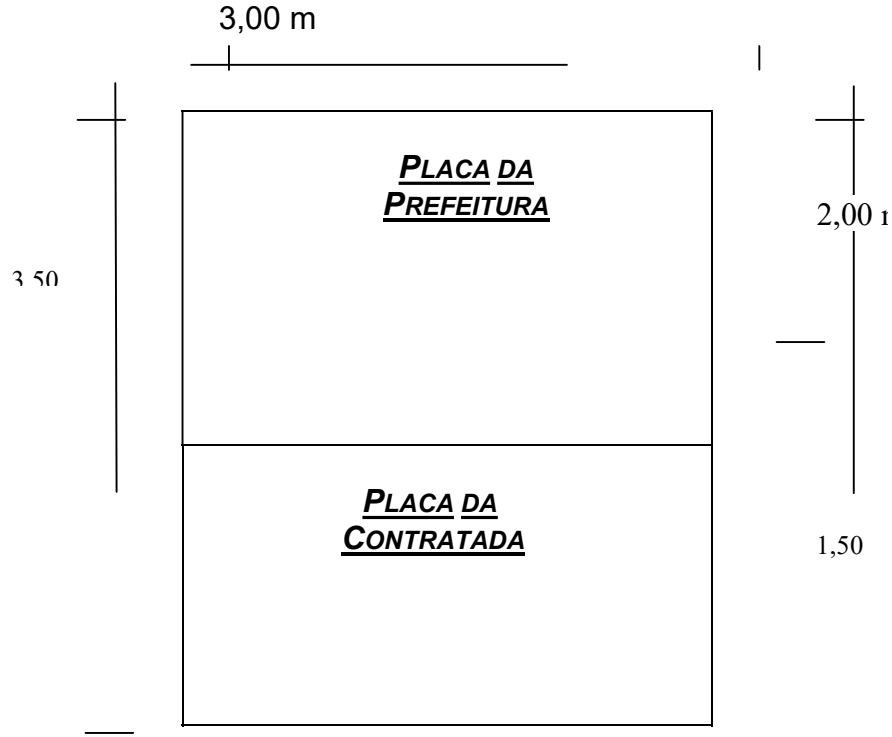 3,00 m
PLACA DA
PREFEITURA
2,00 m
3,50
PLACA DA
CONTRATADA
1,50